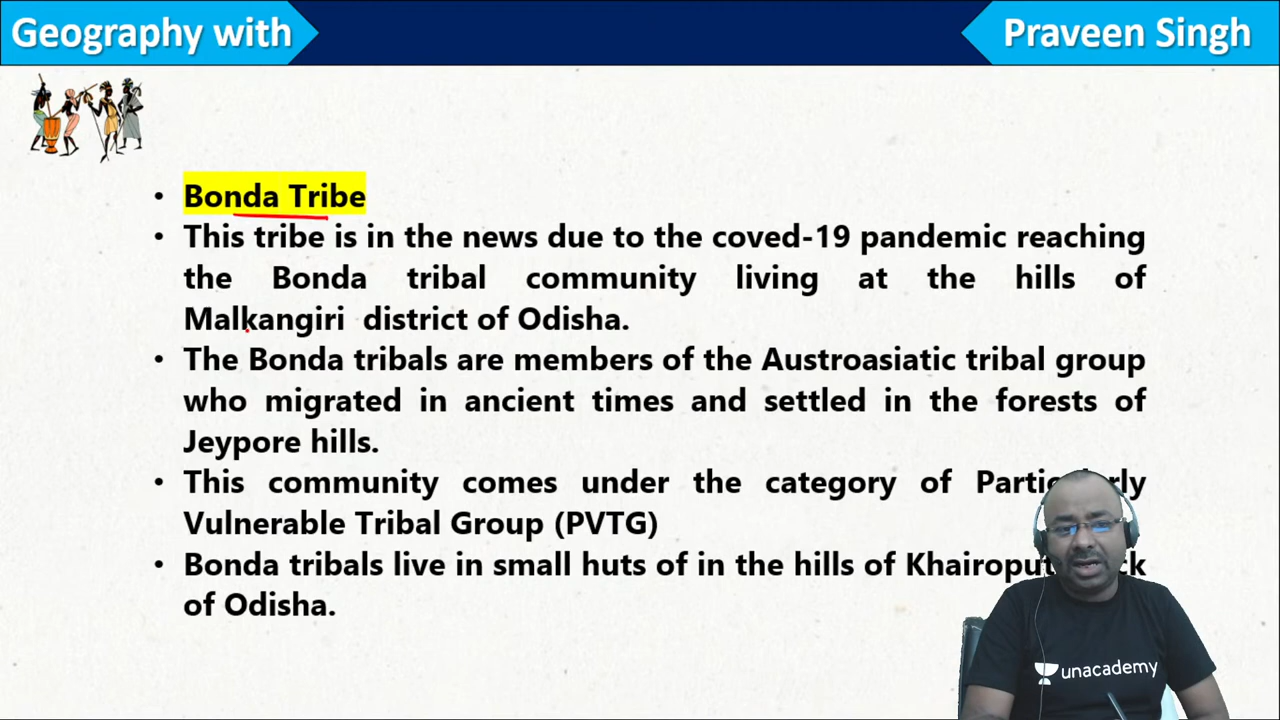 Geography with
Praveen Singh
• Bonda Tribe
• This tribe is in the news due to the coved-19 pandemic reaching
the Bonda tribal community living at the hills of
Malkangiri district of Odisha.
• The Bonda tribals are members of the Austroasiatic tribal group
who migrated in ancient times and settled in the forests of
Jeypore hills.
• This community comes under the category of
Vulnerable Tribal Group (PVTG)
• Bonda tribals live in small huts of in the hills of
of Odisha.
unacademy